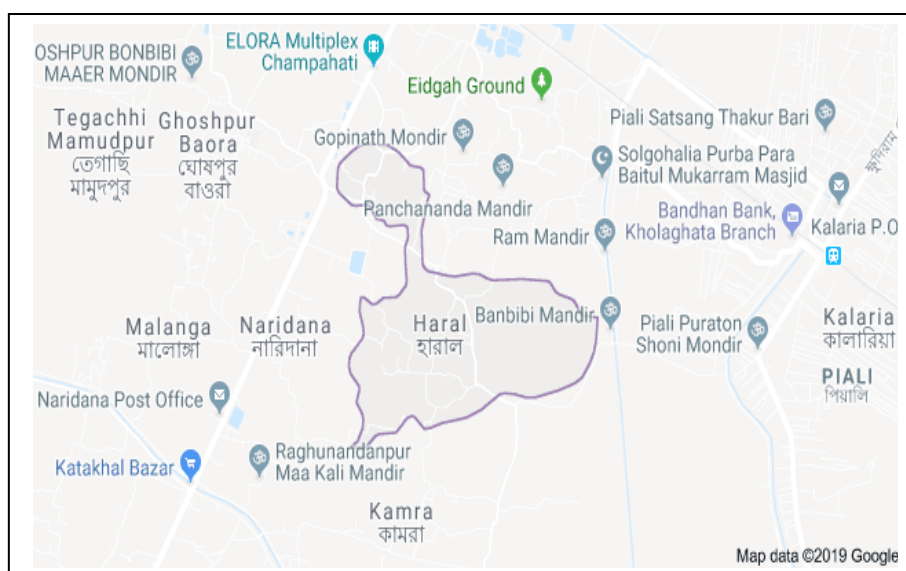 OSHPUR BONBIBI
MAAER MONDIR
ELORA Multiplex
Champahati
Eidgah Ground
Tegachhi
Mamudpur
তেগাছি
মামুদপুর
Ghoshpur
Baora
ঘোষপুর
বাওরা
Gopinath Mondir
Piali Satsang Thakur Bari
ক্ষুদিরাম
Solgohalia Purba Para
Baitul Mukarram Masjid
Panchananda Mandir
Ram Mandir
Bandhan Bank,
Kholaghata Branch
Kalaria P.O
Malanga
মালোঙ্গা
Naridana
নারিদানা
Haral
হারাল
Banbibi Mandir
Piali Puraton
Shoni Mondir
Kalaria
কালারিয়া
PIALI
পিয়ালি
Naridana Post Office
Katakhal Bazar
Raghunandanpur
Maa Kali Mandir
Kamra
কামরা
Map data ©2019 Google